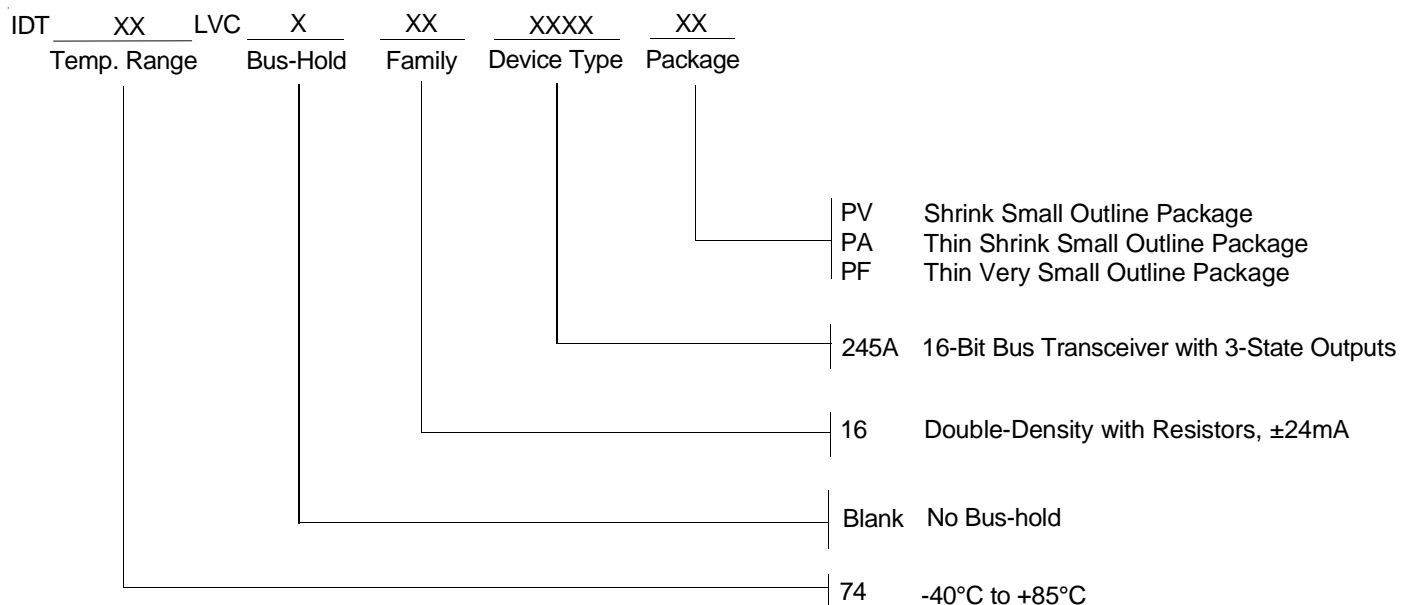 IDT XX LVC X XX XXXX XX
Temp. Range Bus-Hold Family Device Type Package
PV Shrink Small Outline Package
PA Thin Shrink Small Outline Package
PF Thin Very Small Outline Package
245A 16-Bit Bus Transceiver with 3-State Outputs
16 Double-Density with Resistors, ±24mA
Blank No Bus-hold
74 -40°C to +85°C